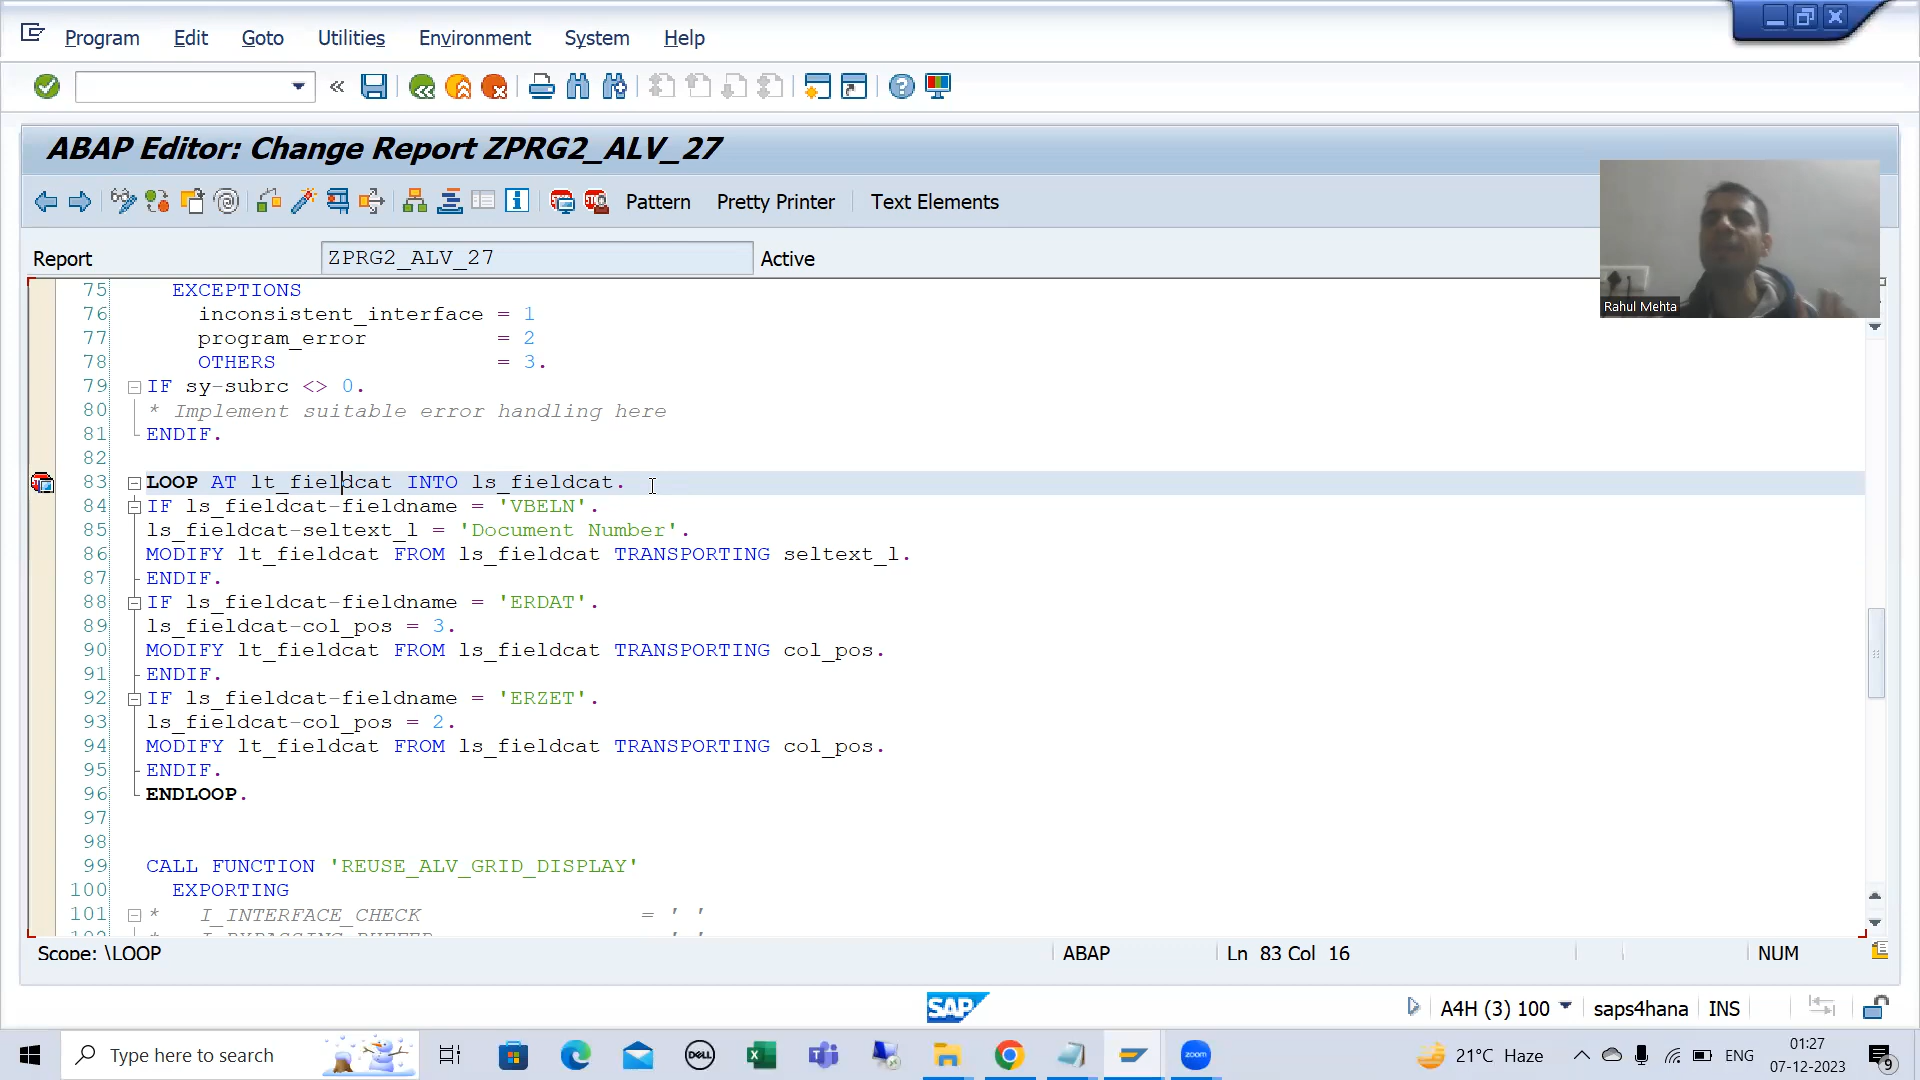 Program Edit Goto Utilities Environment System Help
ABAP Editor: Change Report ZPRG2_ALV_27
Pattern Pretty Printer Text Elements
Report ZPRG2_ALV_27 Active
Rahul Mehta
75 EXCEPTIONS
76 inconsistent_interface = 1
77 program_error = 2
78 OTHERS = 3.
79 IF sy-subrc <> 0.
80 * Implement suitable error handling here
81 ENDIF.
82
83 LOOP AT lt_fieldcat INTO ls_fieldcat.
84 IF ls_fieldcat-fieldname = 'VBELN'.
85 ls_fieldcat-seltext_l = 'Document Number'.
86 MODIFY lt_fieldcat FROM ls_fieldcat TRANSPORTING seltext_l.
87 ENDIF.
88 IF ls_fieldcat-fieldname = 'ERDAT'.
89 ls_fieldcat-col_pos = 3.
90 MODIFY lt_fieldcat FROM ls_fieldcat TRANSPORTING col_pos.
91 ENDIF.
92 IF ls_fieldcat-fieldname = 'ERZET'.
93 ls_fieldcat-col_pos = 2.
94 MODIFY lt_fieldcat FROM ls_fieldcat TRANSPORTING col_pos.
95 ENDIF.
96 ENDLOOP.
97
98
99 CALL FUNCTION 'REUSE_ALV_GRID_DISPLAY'
100 EXPORTING
101 * I_INTERFACE_CHECK = ' '
Scope: \LOOP ABAP Ln 83 Col 16 NUM
SAP A4H (3) 100 saps4hana INS
Type here to search DELL zoom 21°C Haze ENG 01:27
07-12-2023 9